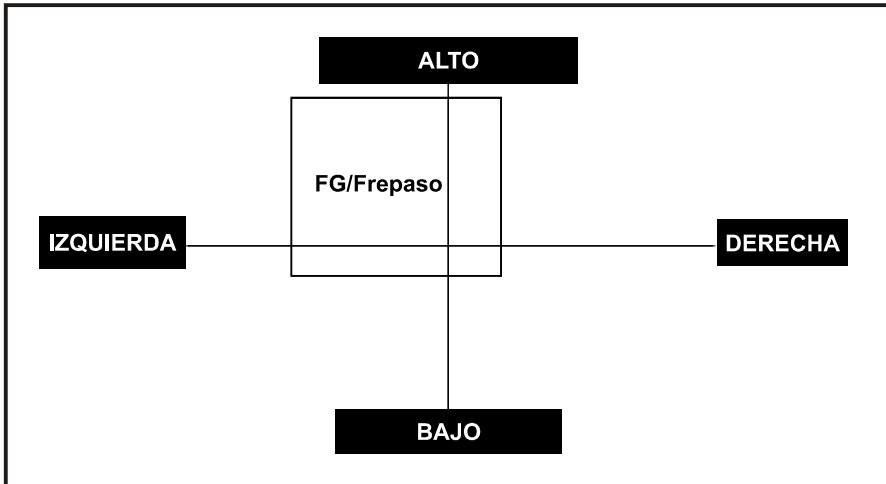 ALTO
FG/Frepaso
IZQUIERDA
DERECHA
BAJO